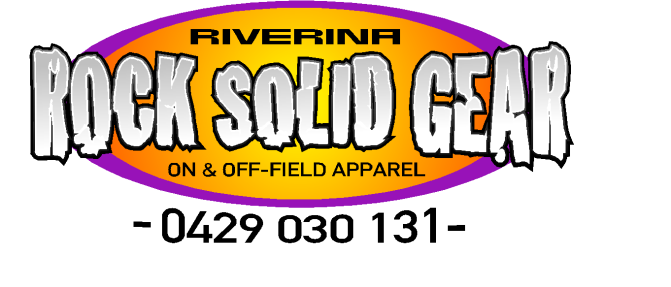 RIVERINA
ROCK SOLID GEAR
ON & OFF-FIELD APPAREL
-0429 030 131-